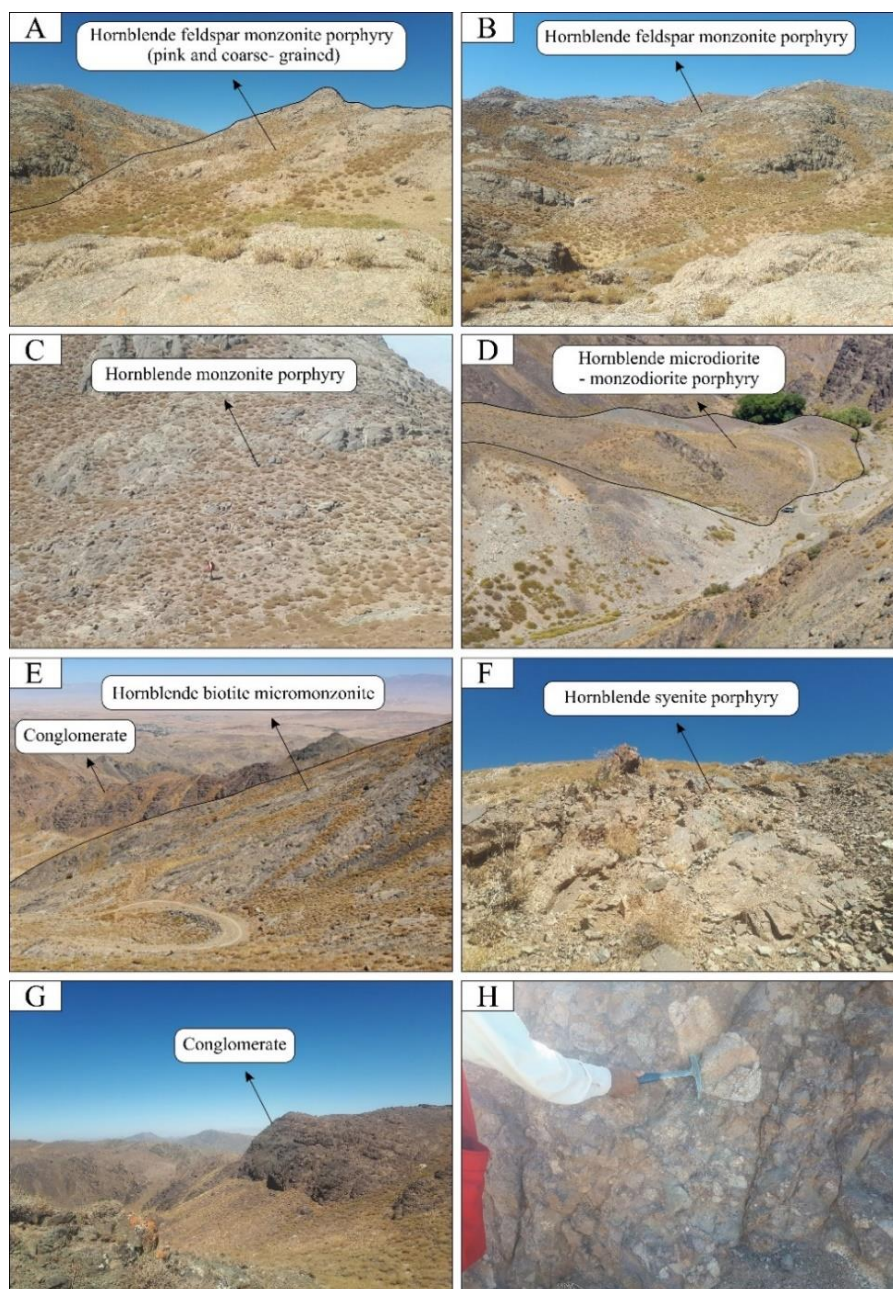 A
Hornblende feldspar monzonite porphyry
(pink and coarse- grained)
B
Hornblende feldspar monzonite porphyry
C
Hornblende monzonite porphyry
D
Hornblende microdiorite
- monzodiorite porphyry
E
Hornblende biotite micromonzonite
Conglomerate
F
Hornblende syenite porphyry
G
Conglomerate
H